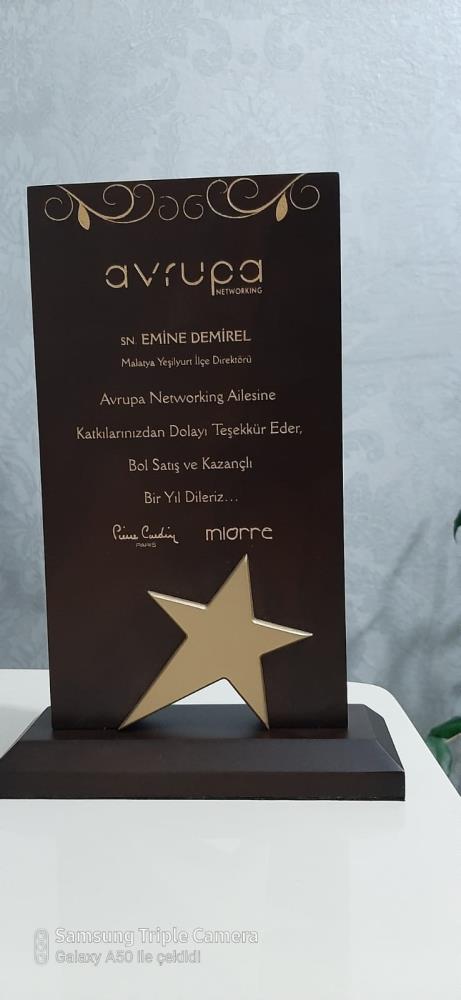 avrupa
NETWORKING
SN. EMİNE DEMİREL
Malatya Yeşilyurt İlçe Direktörü
Avrupa Networking Ailesine
Katkılarınızdan Dolayı Teşekkür Eder,
Bol Satış ve Kazançlı
Bir Yıl Dileriz...
Pierre Cardin
PARIS
miorre
Samsung Triple Camera
Galaxy A50 ile çekildi